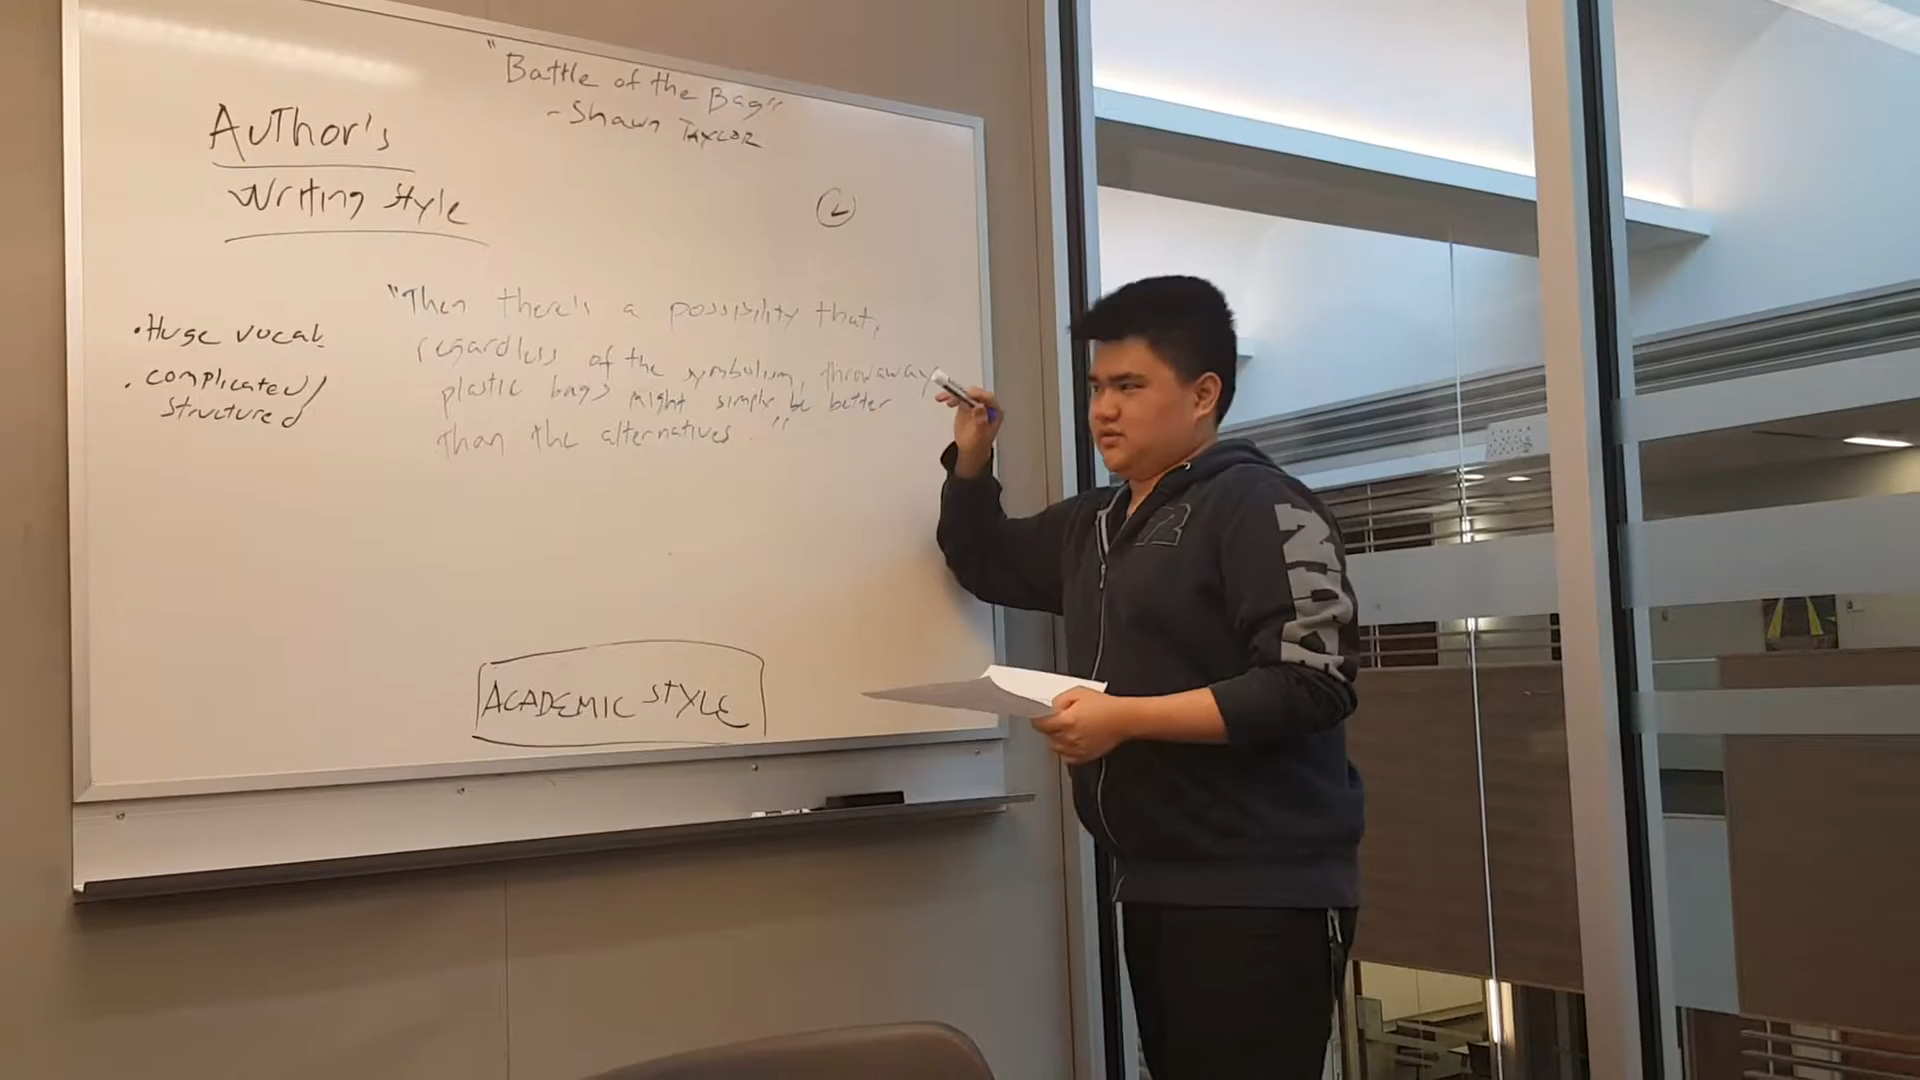 "Battle of the Bag"
- Shawn TAYLOR
AuThor's
Writing Style
"Then there's a possibility that,
regardless of the symbolism, throwaway
plastic bags might simply be better
than the alternatives."
• Huge vocab.
• complicated/
structured
ACADEMIC STYLE